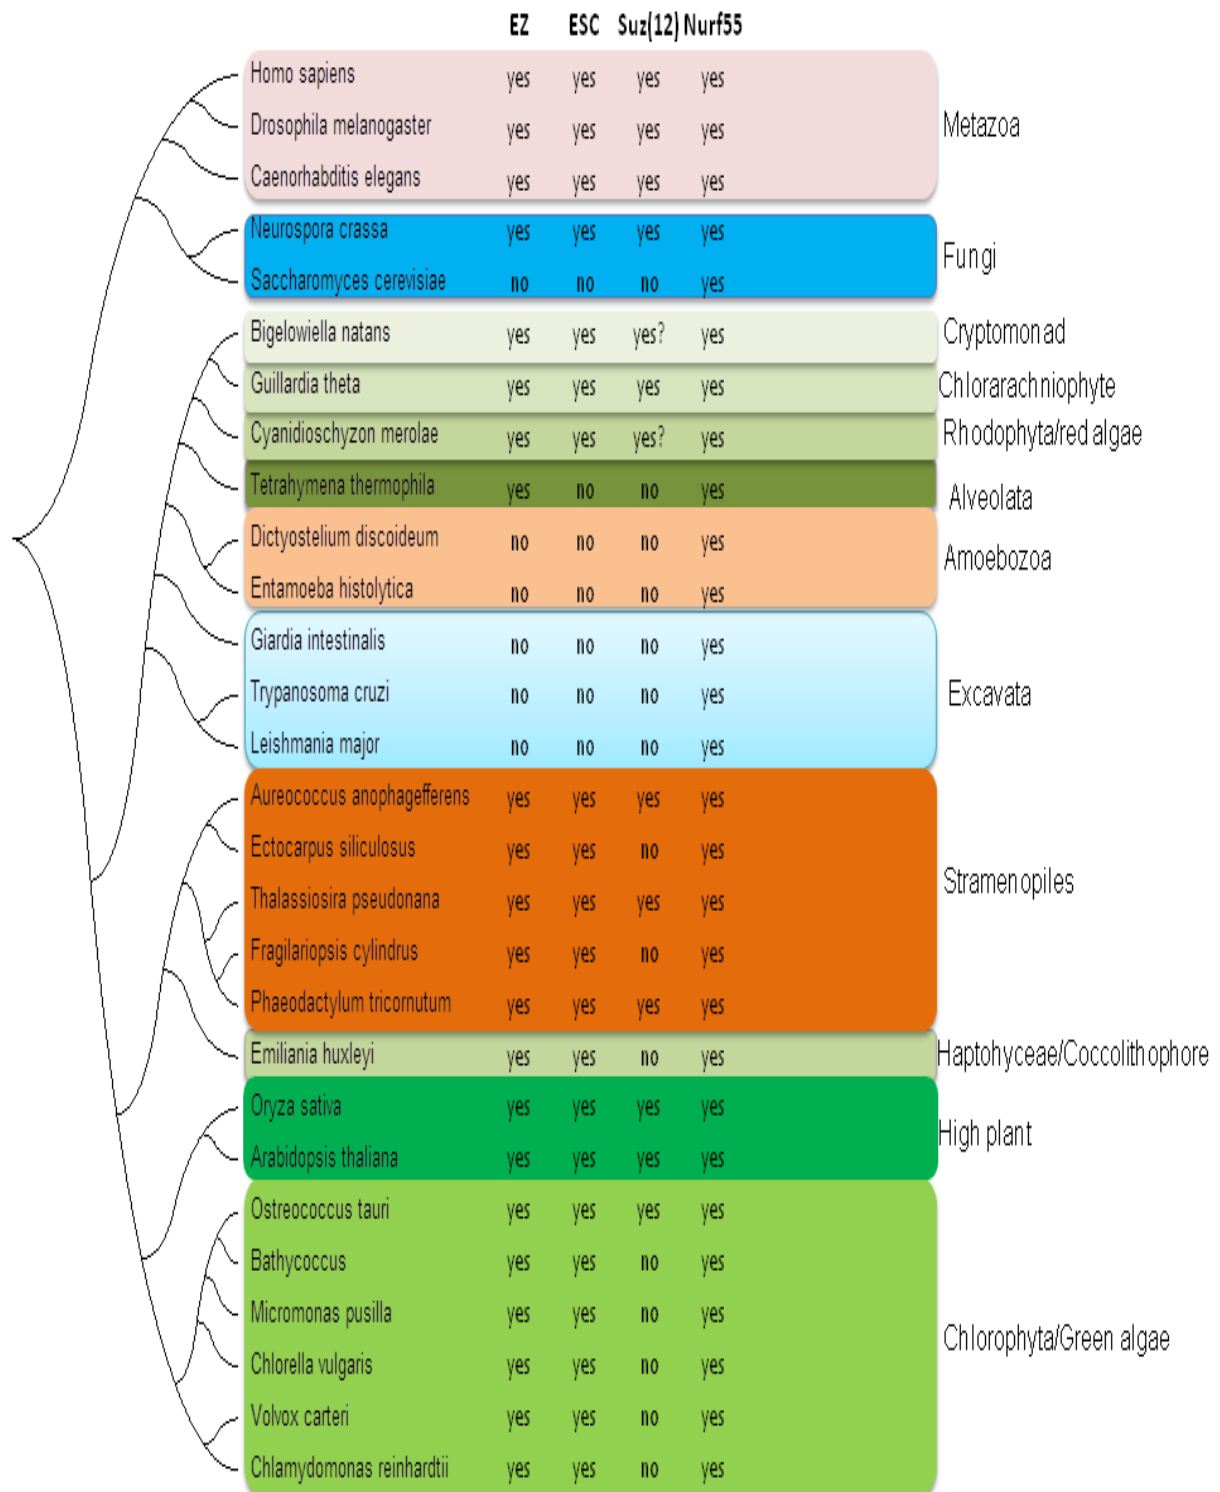 EZ ESC Suz(12) Nurf55
Homo sapiens yes yes yes yes
Drosophila melanogaster yes yes yes yes
Metazoa
Caenorhabditis elegans yes yes yes yes
Neurospora crassa yes yes yes yes
Fungi
Saccharomyces cerevisiae no no no yes
Bigelowiella natans yes yes yes? yes Cryptomonad
Guillardia theta yes yes yes yes Chlorarachniophyte
Cyanidioschyzon merolae yes yes yes? yes Rhodophyta/red algae
Tetrahymena thermophila yes no no yes Alveolata
Dictyostelium discoideum no no no yes
Amoebozoa
Entamoeba histolytica no no no yes
Giardia intestinalis no no no yes
Trypanosoma cruzi no no no yes Excavata
Leishmania major no no no yes
Aureococcus anophagefferens yes yes yes yes
Ectocarpus siliculosus yes yes no yes
Stramenopiles
Thalassiosira pseudonana yes yes yes yes
Fragilariopsis cylindrus yes yes no yes
Phaeodactylum tricornutum yes yes yes yes
Emiliania huxleyi yes yes no yes Haptohyceae/Coccolithophore
Oryza sativa yes yes yes yes
High plant
Arabidopsis thaliana yes yes yes yes
Ostreococcus tauri yes yes yes yes
Bathycoccus yes yes no yes
Micromonas pusilla yes yes no yes
Chlorophyta/Green algae
Chlorella vulgaris yes yes no yes
Volvox carteri yes yes no yes
Chlamydomonas reinhardtii yes yes no yes